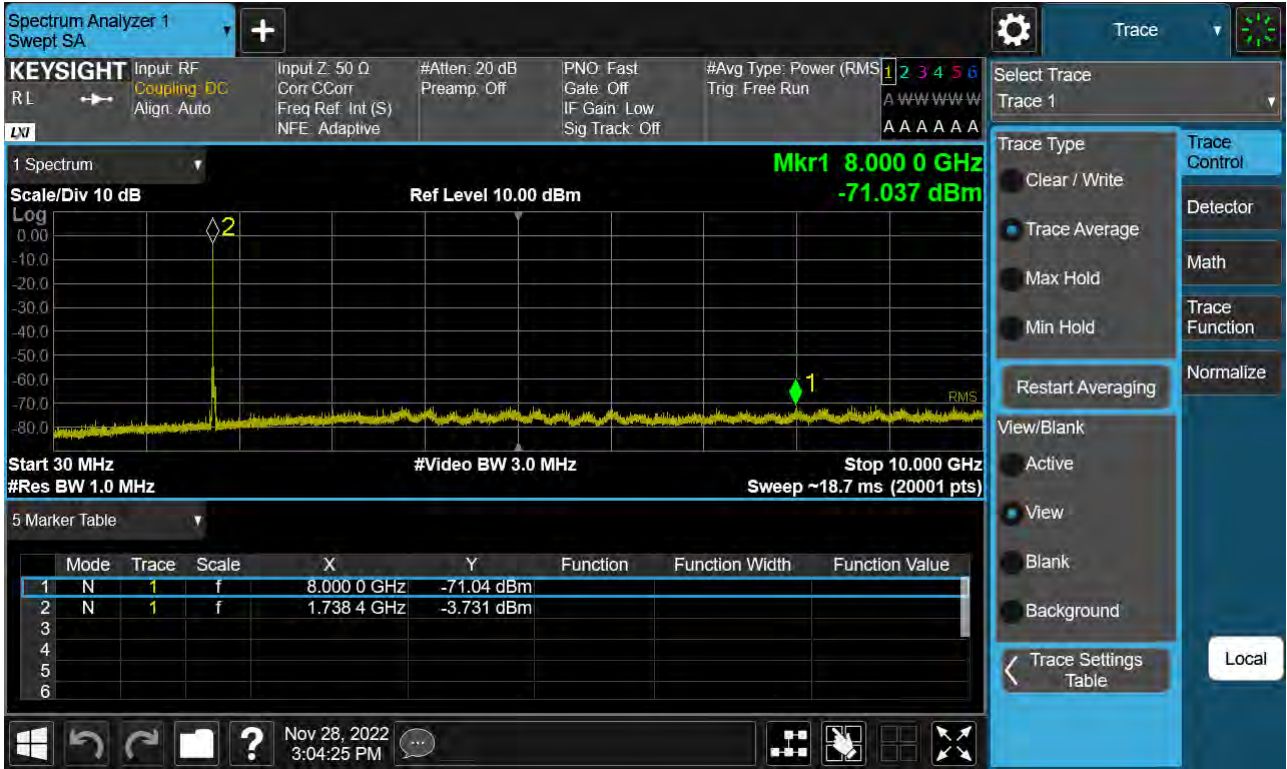 Spectrum Analyzer 1
Swept SA
Trace
KEYSIGHT
RL
LXI
Input: RF
Coupling: DC
Align: Auto
Input Z: 50 Ω
Corr CCorr
Freq Ref: Int (S)
NFE: Adaptive
#Atten: 20 dB
Preamp: Off
PNO: Fast
Gate: Off
IF Gain: Low
Sig Track: Off
#Avg Type: Power (RMS
Trig: Free Run
1 2 3 4 5 6
A W W W W W
A A A A A A
Select Trace
Trace 1
1 Spectrum
Mkr1 8.000 0 GHz
-71.037 dBm
Scale/Div 10 dB
Ref Level 10.00 dBm
Log
0.00
-10.0
-20.0
-30.0
-40.0
-50.0
-60.0
-70.0
-80.0
2
1
RMS
Start 30 MHz
#Video BW 3.0 MHz
Stop 10.000 GHz
#Res BW 1.0 MHz
Sweep ~18.7 ms (20001 pts)
5 Marker Table
Mode Trace Scale X Y Function Function Width Function Value
1 N 1 f 8.000 0 GHz -71.04 dBm
2 N 1 f 1.738 4 GHz -3.731 dBm
3
4
5
6
Trace Type
Clear / Write
Trace Average
Max Hold
Min Hold
Restart Averaging
View/Blank
Active
View
Blank
Background
Trace Settings
Table
Trace
Control
Detector
Math
Trace
Function
Normalize
Local
?
Nov 28, 2022
3:04:25 PM